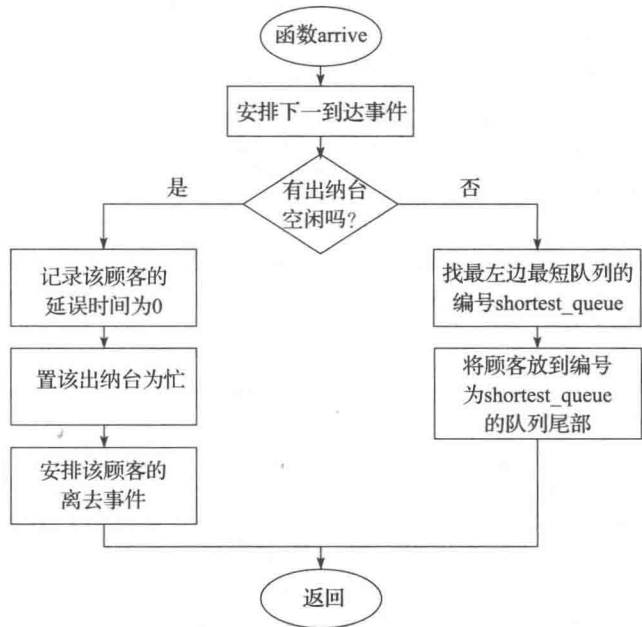 函数arrive
安排下一到达事件
有出纳台
空闲吗?
是
否
记录该顾客的
延误时间为0
置该出纳台为忙
安排该顾客的
离去事件
找最左边最短队列的
编号shortest_queue
将顾客放到编号
为shortest_queue
的队列尾部
返回